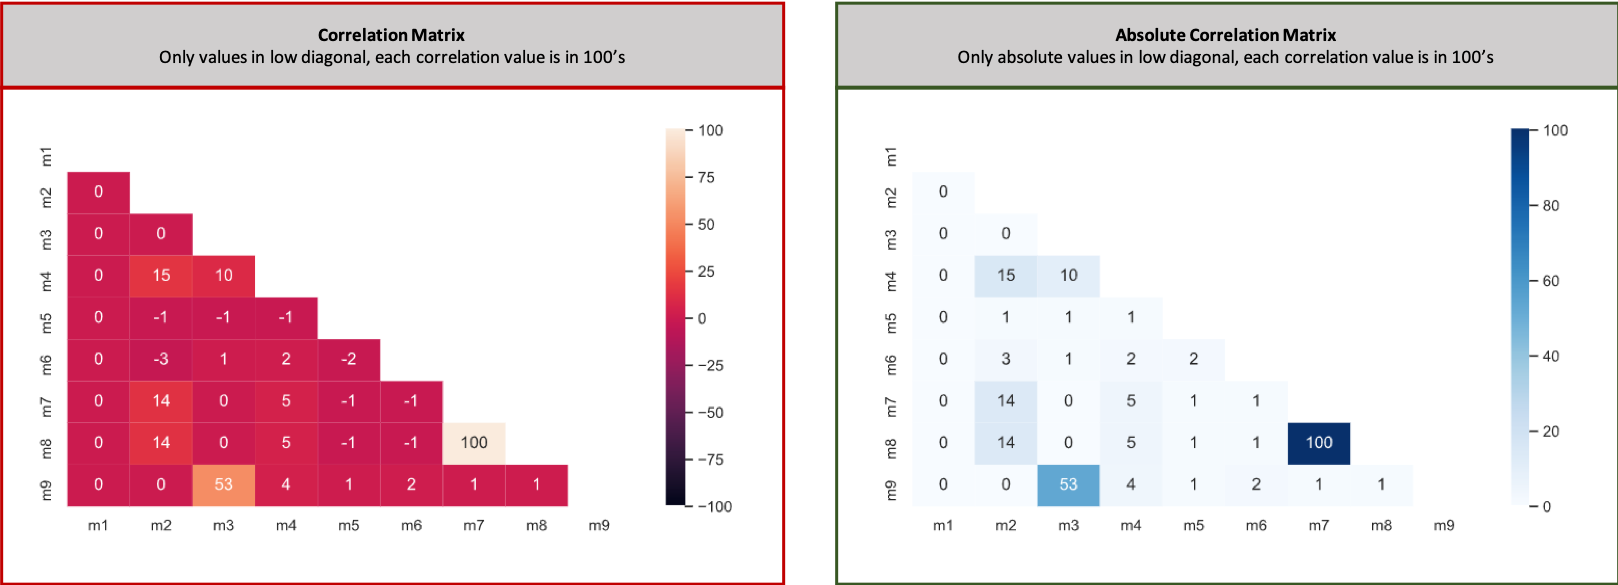 Correlation Matrix
Only values in low diagonal, each correlation value is in 100’s
m1
m2 0
m3 0 0
m4 0 15 10
m5 0 -1 -1 -1
m6 0 -3 1 2 -2
m7 0 14 0 5 -1 -1
m8 0 14 0 5 -1 -1 100
m9 0 0 53 4 1 2 1 1
m1 m2 m3 m4 m5 m6 m7 m8 m9
100
75
50
25
0
−25
−50
−75
−100
Absolute Correlation Matrix
Only absolute values in low diagonal, each correlation value is in 100’s
m1
m2 0
m3 0 0
m4 0 15 10
m5 0 1 1 1
m6 0 3 1 2 2
m7 0 14 0 5 1 1
m8 0 14 0 5 1 1 100
m9 0 0 53 4 1 2 1 1
m1 m2 m3 m4 m5 m6 m7 m8 m9
100
80
60
40
20
0